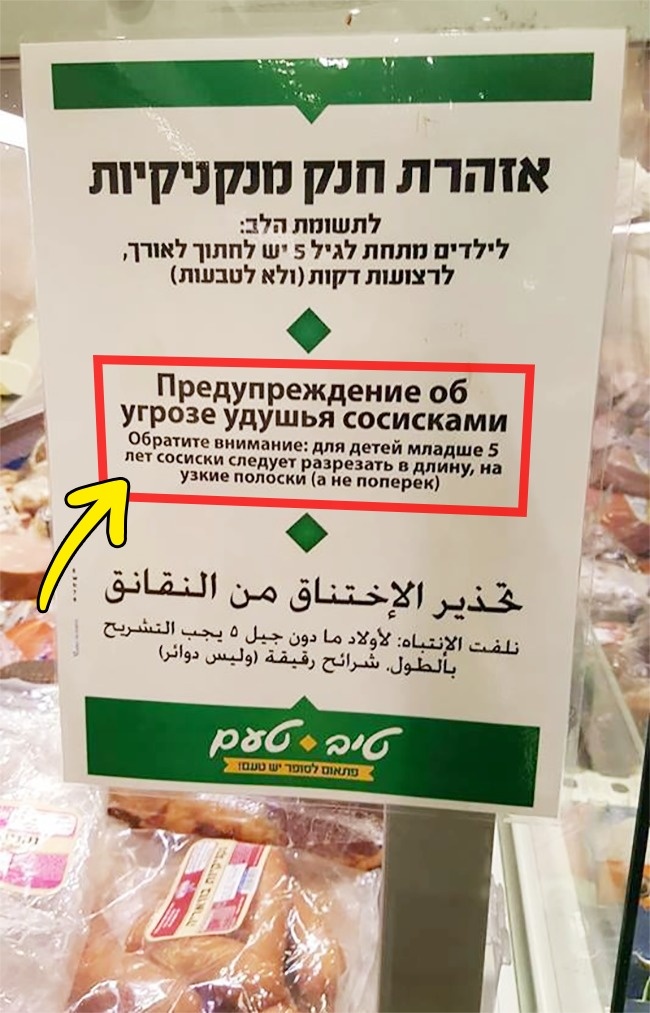 אזהרת חנק מנקניקיות
לתשומת הלב:
לילדים מתחת לגיל 5 יש לחתוך לאורך,
לרצועות דקות (ולא לטבעות)
Предупреждение об
угрозе удушья сосисками
Обратите внимание: для детей младше 5
лет сосиски следует разрезать в длину, на
узкие полоски (а не поперек)
تحذير الإختناق من النقانق
نلفت الإنتباه: لأولاد ما دون جيل ٥ يجب التشريح
بألطول. شرائح رقيقة (وليس دوائر)
טיב טעם
פתאום לסופר יש טעם!